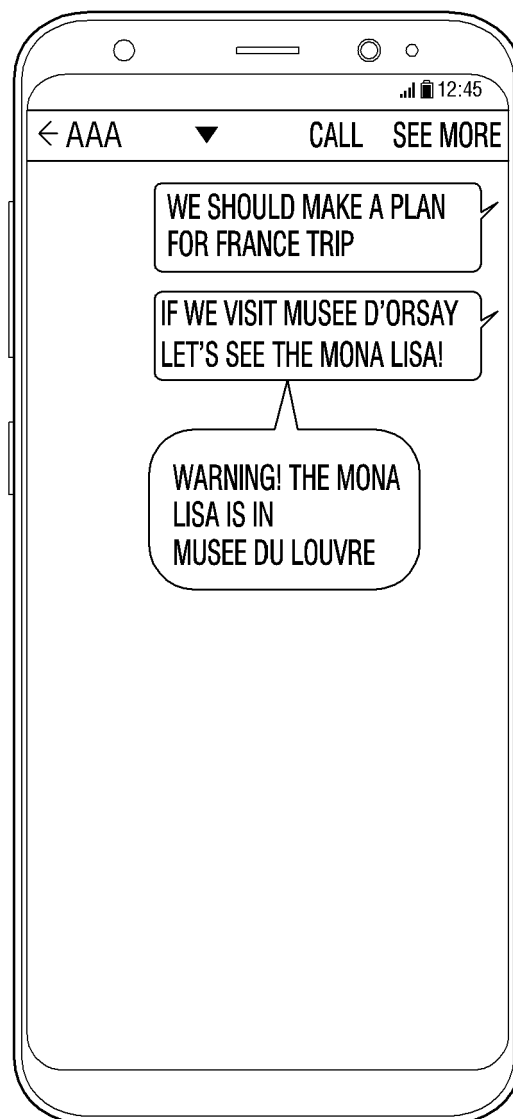 12:45
← AAA ▼ CALL SEE MORE
WE SHOULD MAKE A PLAN
FOR FRANCE TRIP
IF WE VISIT MUSEE D'ORSAY
LET'S SEE THE MONA LISA!
WARNING! THE MONA
LISA IS IN
MUSEE DU LOUVRE